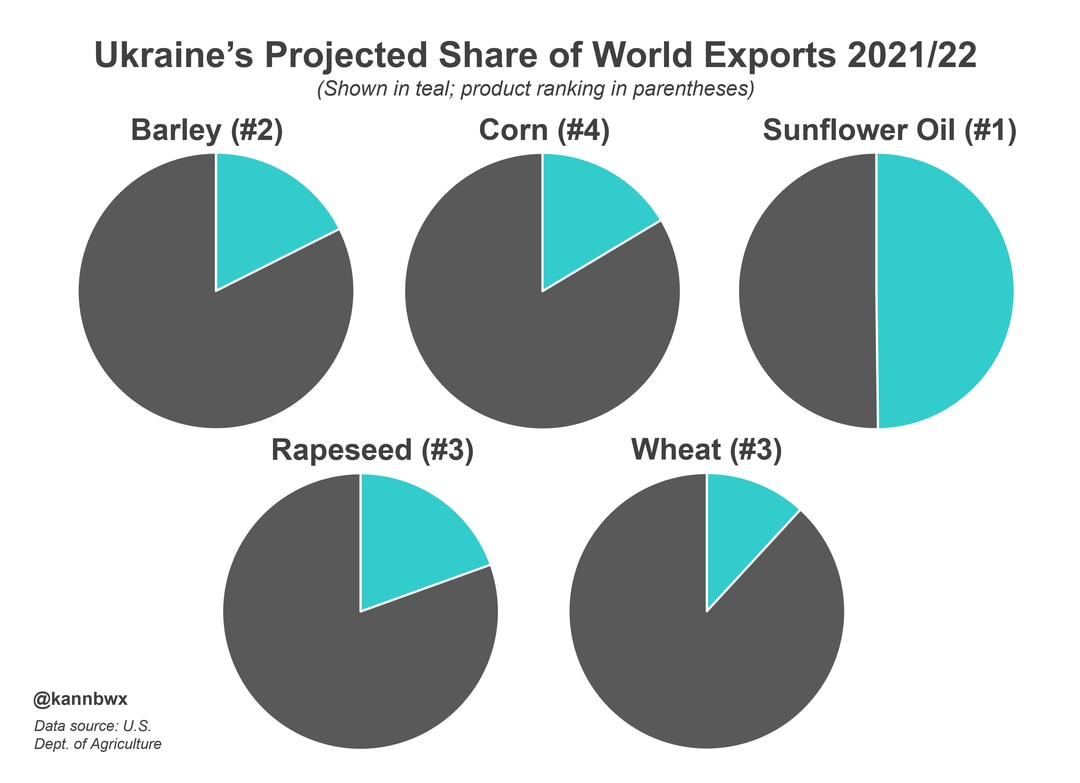 Ukraine’s Projected Share of World Exports 2021/22
(Shown in teal; product ranking in parentheses)
Barley (#2)
Corn (#4)
Sunflower Oil (#1)
Rapeseed (#3)
Wheat (#3)
@kannbwx
Data source: U.S.
Dept. of Agriculture